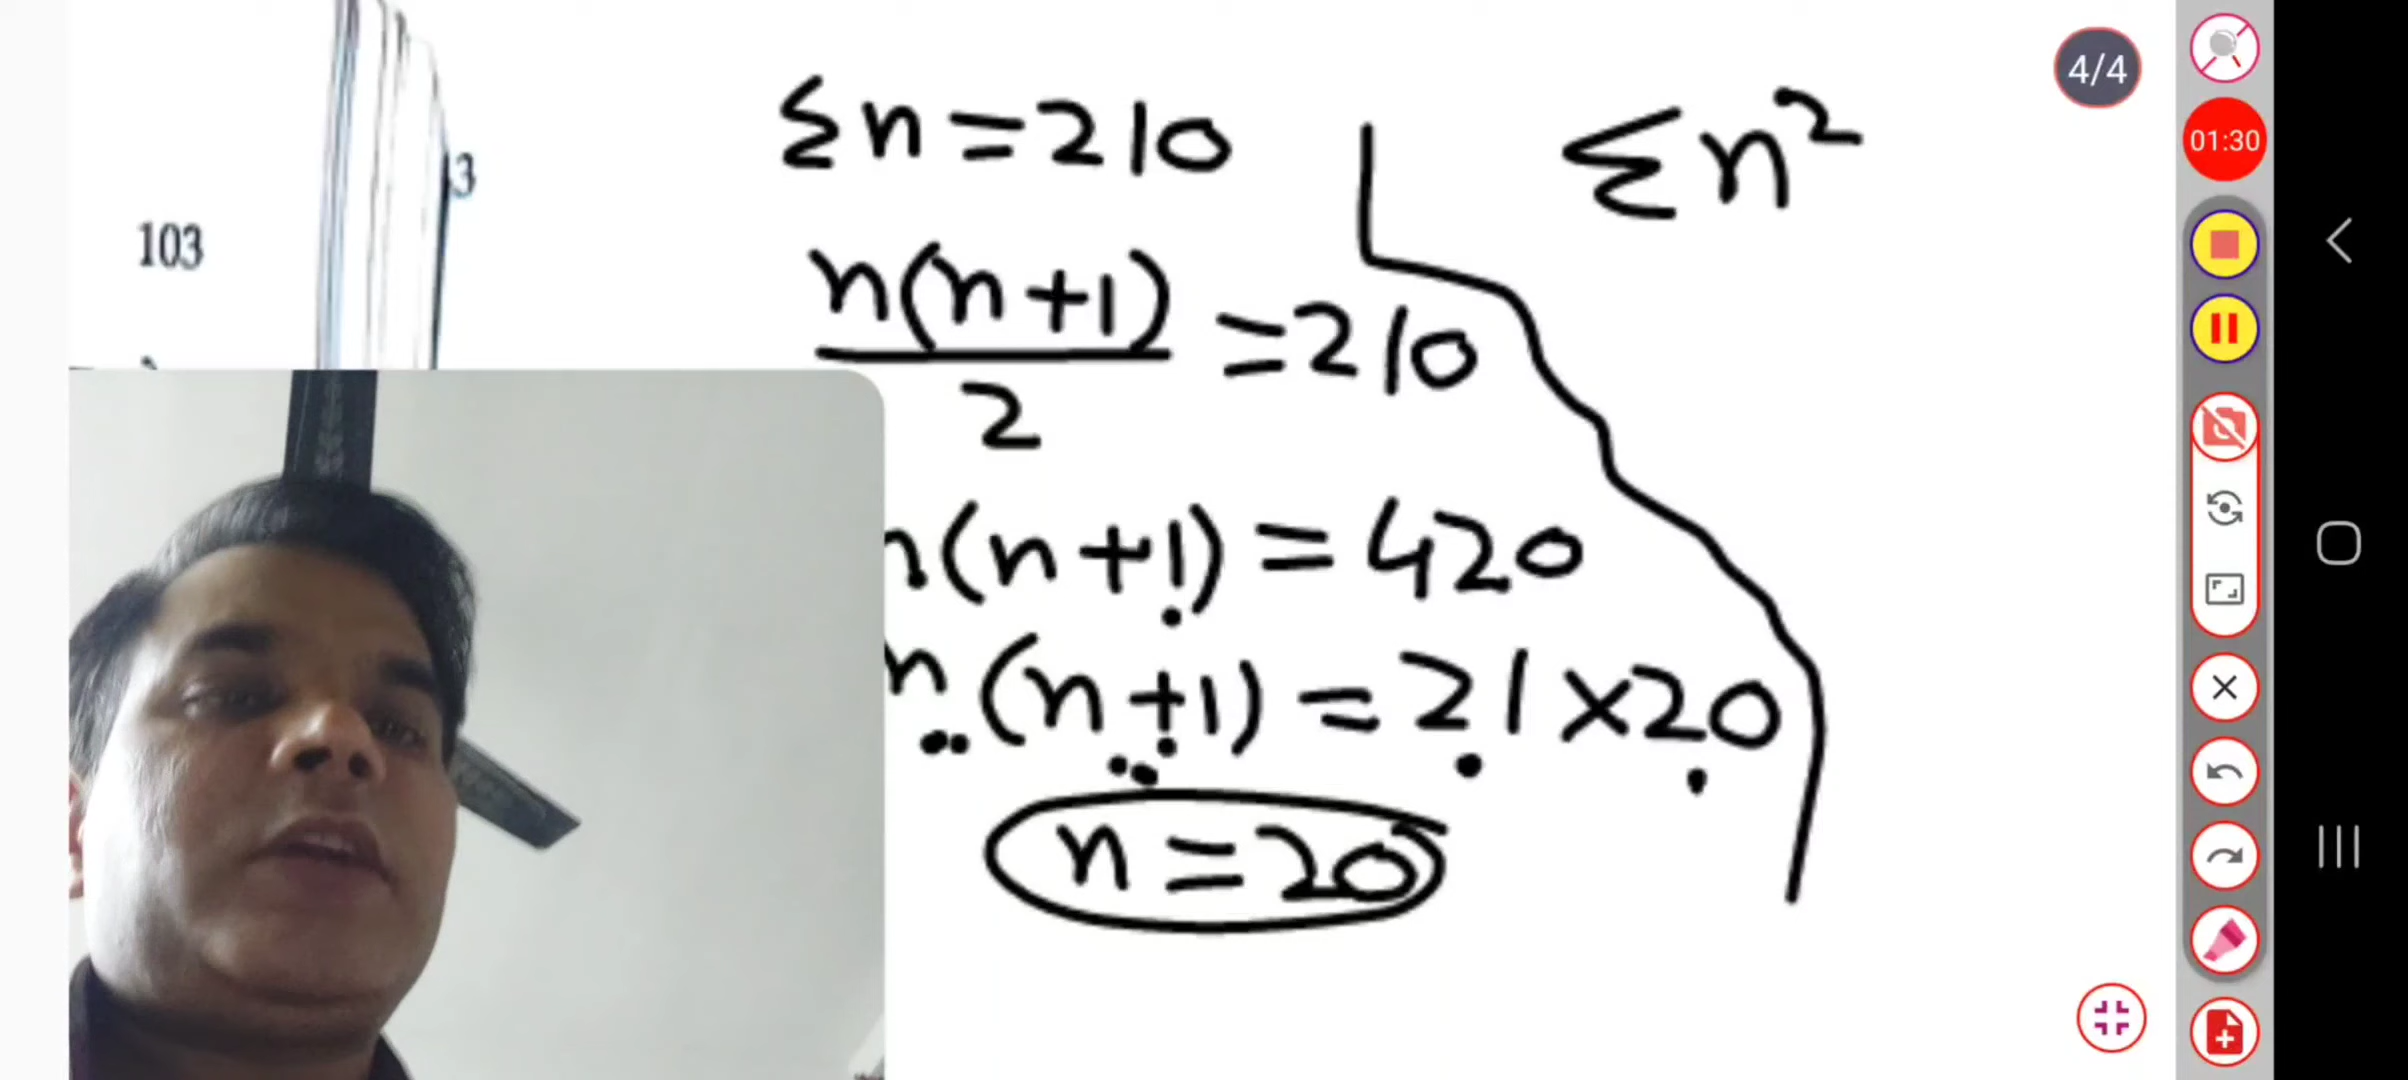 Σn = 210
Σn²
4/4
01:30
3
103
n(n+1)/2 = 210
n(n+1) = 420
n(n+1) = 21×20
n = 20